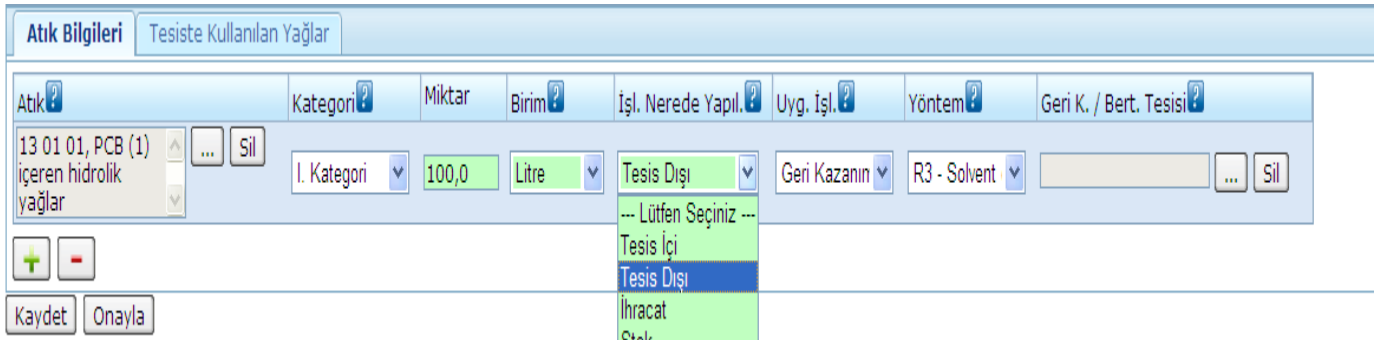 Atık Bilgileri Tesiste Kullanılan Yağlar
Atık? Kategori? Miktar Birim? İşl. Nerede Yapıl.? Uyg. İşl.? Yöntem? Geri K. / Bert. Tesisi?
13 01 01, PCB (1)
içeren hidrolik
yağlar
... Sil I. Kategori 100,0 Litre Tesis Dışı Geri Kazanım R3 - Solvent ... Sil
--- Lütfen Seçiniz ---
Tesis İçi
Tesis Dışı
İhracat
Stok
+ -
Kaydet Onayla